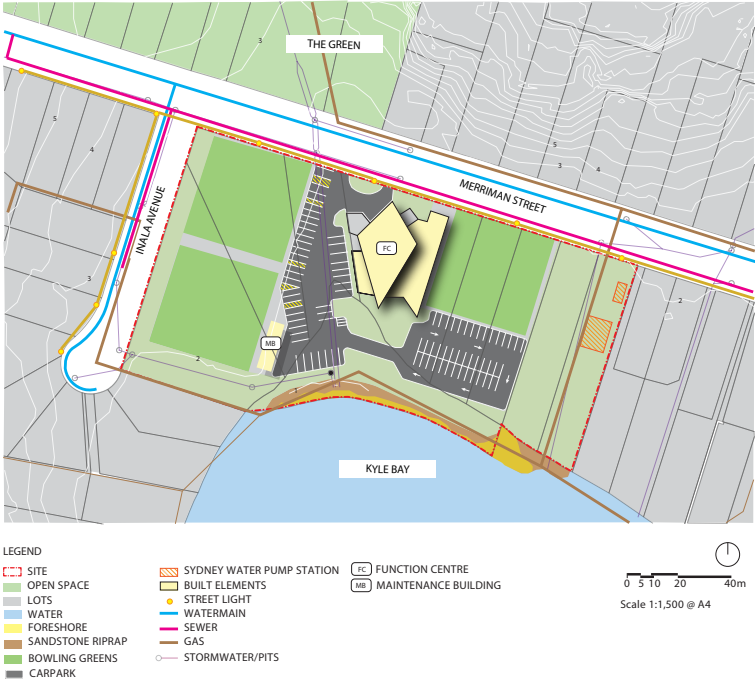 3
THE GREEN
5
4
5
3
4
MERRIMAN STREET
INALA AVENUE
FC
3
2
MB
2
1
KYLE BAY
LEGEND
SITE
OPEN SPACE
LOTS
WATER
FORESHORE
SANDSTONE RIPRAP
BOWLING GREENS
CARPARK
SYDNEY WATER PUMP STATION
BUILT ELEMENTS
STREET LIGHT
WATERMAIN
SEWER
GAS
STORMWATER/PITS
FC FUNCTION CENTRE
MB MAINTENANCE BUILDING
0 5 10 20 40m
Scale 1:1,500 @ A4